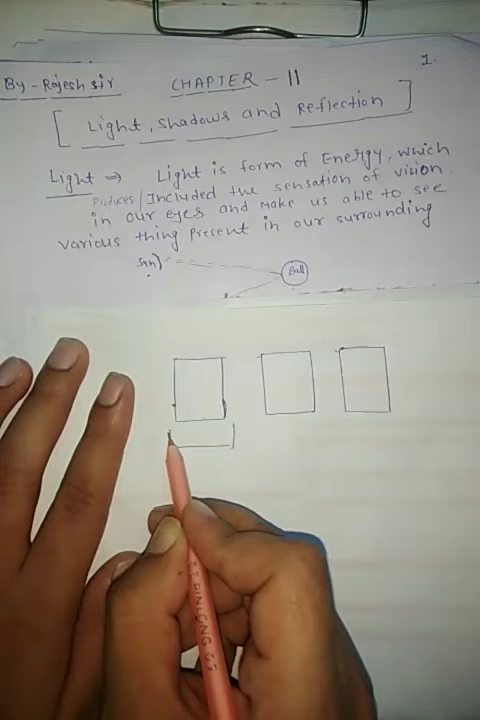 1.
By - Rajesh sir CHAPTER - 11
[ Light, shadows and Reflection ]
Light ⇒ Light is form of Energy, which
Produces/Included the sensation of vision
in our eyes and Make us able to see
various thing present in our surrounding
Sun)
Ball